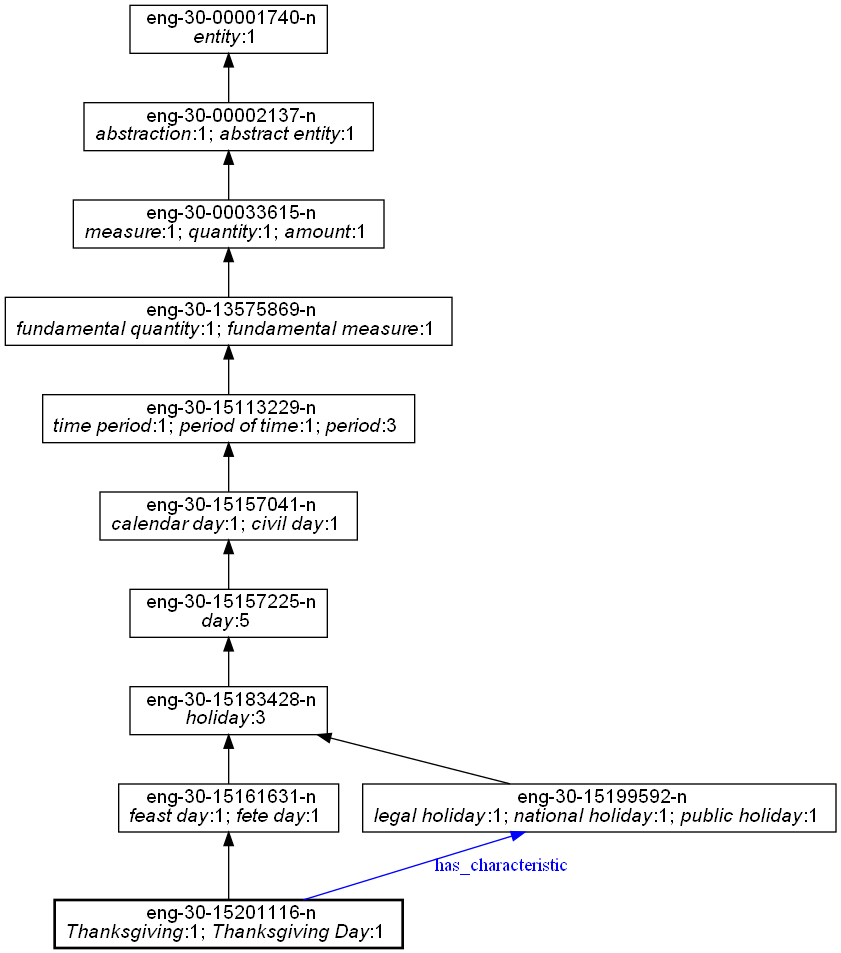 eng-30-00001740-n
entity:1
eng-30-00002137-n
abstraction:1; abstract entity:1
eng-30-00033615-n
measure:1; quantity:1; amount:1
eng-30-13575869-n
fundamental quantity:1; fundamental measure:1
eng-30-15113229-n
time period:1; period of time:1; period:3
eng-30-15157041-n
calendar day:1; civil day:1
eng-30-15157225-n
day:5
eng-30-15183428-n
holiday:3
eng-30-15161631-n
feast day:1; fete day:1
eng-30-15199592-n
legal holiday:1; national holiday:1; public holiday:1
has_characteristic
eng-30-15201116-n
Thanksgiving:1; Thanksgiving Day:1